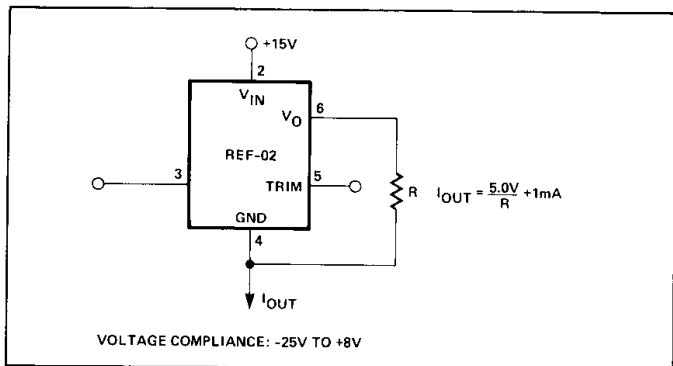 +15V
2
VIN
6
VO
REF-02
3
5
TRIM
R
IOUT = 5.0V/R +1mA
GND
4
IOUT
VOLTAGE COMPLIANCE: -25V TO +8V